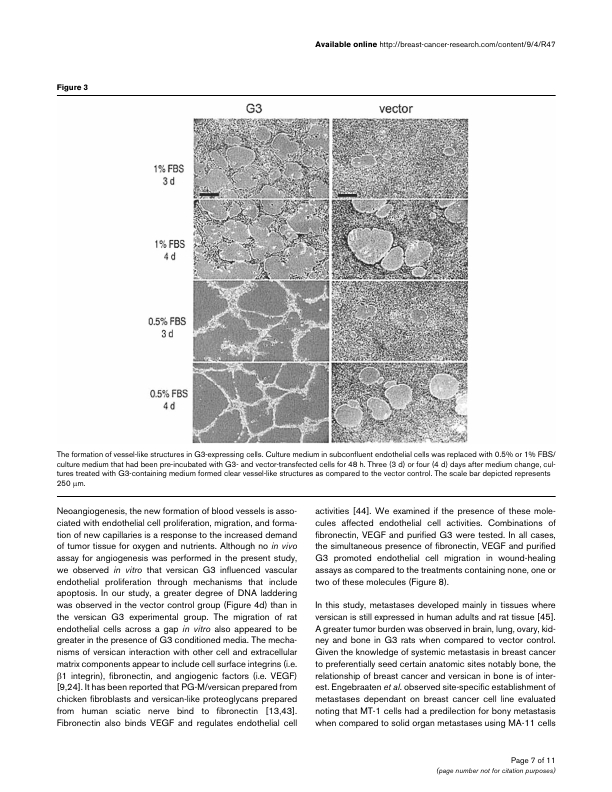 Available online http://breast-cancer-research.com/content/9/4/R47
Figure 3
G3
vector
1% FBS
3 d
1% FBS
4 d
0.5% FBS
3 d
0.5% FBS
4 d
The formation of vessel-like structures in G3-expressing cells. Culture medium in subconfluent endothelial cells was replaced with 0.5% or 1% FBS/
culture medium that had been pre-incubated with G3- and vector-transfected cells for 48 h. Three (3 d) or four (4 d) days after medium change, cul-
tures treated with G3-containing medium formed clear vessel-like structures as compared to the vector control. The scale bar depicted represents
250 μm.
Neoangiogenesis, the new formation of blood vessels is asso-
ciated with endothelial cell proliferation, migration, and forma-
tion of new capillaries is a response to the increased demand
of tumor tissue for oxygen and nutrients. Although no in vivo
assay for angiogenesis was performed in the present study,
we observed in vitro that versican G3 influenced vascular
endothelial proliferation through mechanisms that include
apoptosis. In our study, a greater degree of DNA laddering
was observed in the vector control group (Figure 4d) than in
the versican G3 experimental group. The migration of rat
endothelial cells across a gap in vitro also appeared to be
greater in the presence of G3 conditioned media. The mecha-
nisms of versican interaction with other cell and extracellular
matrix components appear to include cell surface integrins (i.e.
β1 integrin), fibronectin, and angiogenic factors (i.e. VEGF)
[9,24]. It has been reported that PG-M/versican prepared from
chicken fibroblasts and versican-like proteoglycans prepared
from human sciatic nerve bind to fibronectin [13,43].
Fibronectin also binds VEGF and regulates endothelial cell
activities [44]. We examined if the presence of these mole-
cules affected endothelial cell activities. Combinations of
fibronectin, VEGF and purified G3 were tested. In all cases,
the simultaneous presence of fibronectin, VEGF and purified
G3 promoted endothelial cell migration in wound-healing
assays as compared to the treatments containing none, one or
two of these molecules (Figure 8).
In this study, metastases developed mainly in tissues where
versican is still expressed in human adults and rat tissue [45].
A greater tumor burden was observed in brain, lung, ovary, kid-
ney and bone in G3 rats when compared to vector control.
Given the knowledge of systemic metastasis in breast cancer
to preferentially seed certain anatomic sites notably bone, the
relationship of breast cancer and versican in bone is of inter-
est. Engebraaten et al. observed site-specific establishment of
metastases dependant on breast cancer cell line evaluated
noting that MT-1 cells had a predilection for bony metastasis
when compared to solid organ metastases using MA-11 cells
Page 7 of 11
(page number not for citation purposes)